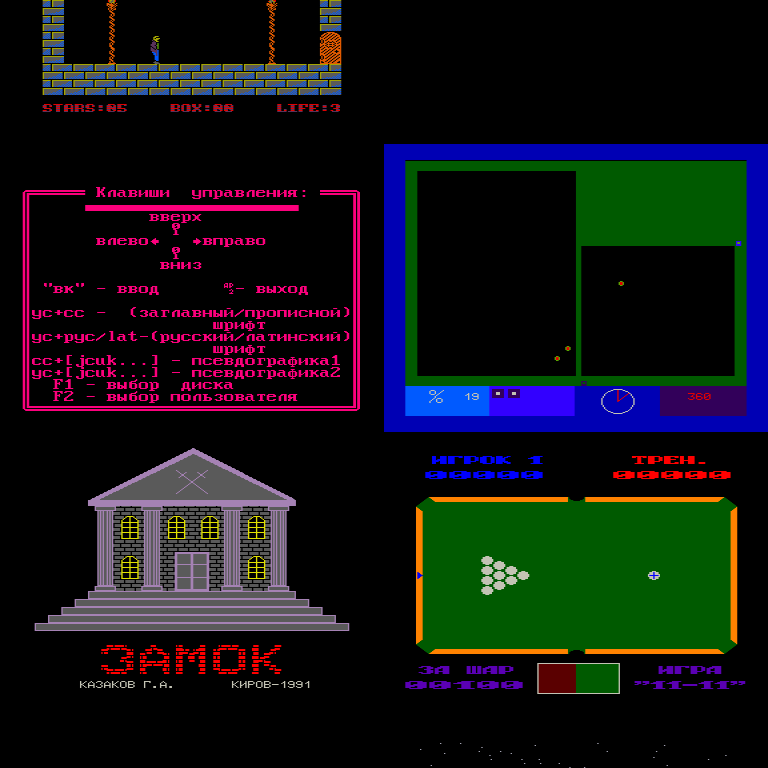 STARS:05 BOX:00 LIFE:3
Клавиши управления:
вверх
влево вправо
вниз
"вк" - ввод АР2- выход
ус+сс - (заглавный/прописной)
шрифт
ус+рус/lat-(русский/латинский)
шрифт
сс+[jcuk...] - псевдографика1
ус+[jcuk...] - псевдографика2
F1 - выбор диска
F2 - выбор пользователя
% 19 360
ЗАМОК
КАЗАКОВ Г.А. КИРОВ-1991
ИГРОК 1 ТРЕН.
00000 00000
ЗА ШАР ИГРА
00100 "11-11"